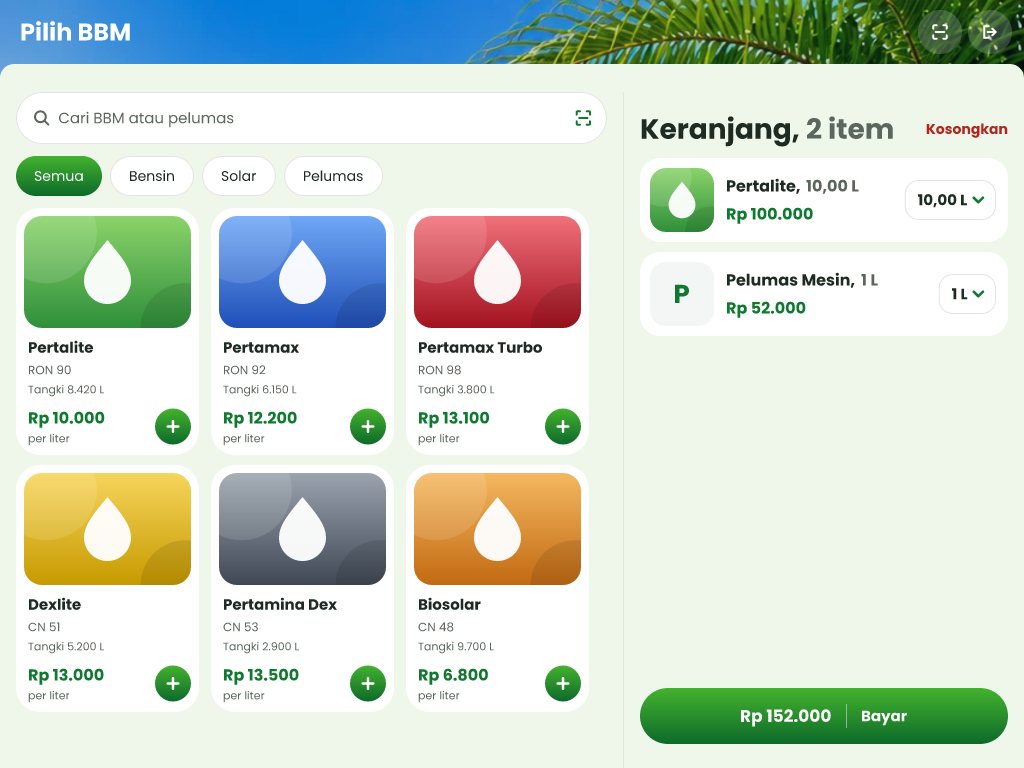 Pilih BBM
Cari BBM atau pelumas
Semua
Bensin
Solar
Pelumas
Pertalite
RON 90
Tangki 8.420 L
Rp 10.000
per liter
Pertamax
RON 92
Tangki 6.150 L
Rp 12.200
per liter
Pertamax Turbo
RON 98
Tangki 3.800 L
Rp 13.100
per liter
Dexlite
CN 51
Tangki 5.200 L
Rp 13.000
per liter
Pertamina Dex
CN 53
Tangki 2.900 L
Rp 13.500
per liter
Biosolar
CN 48
Tangki 9.700 L
Rp 6.800
per liter
Keranjang, 2 item
Kosongkan
Pertalite, 10,00 L
Rp 100.000
10,00 L
P
Pelumas Mesin, 1 L
Rp 52.000
1 L
Rp 152.000
Bayar